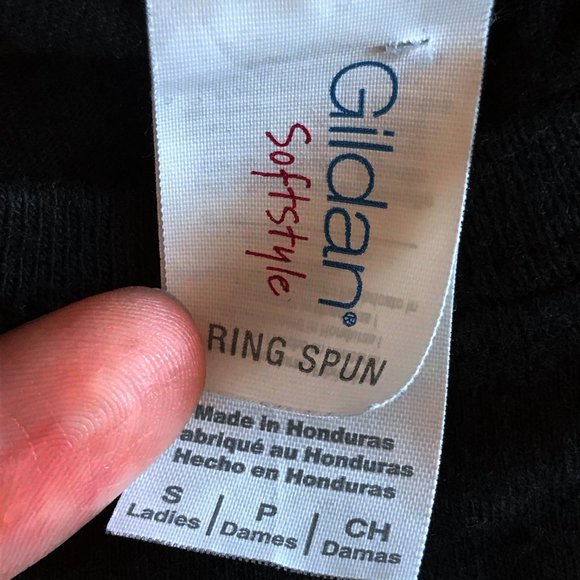 Gildan®
Softstyle
RING SPUN
Made in Honduras
abriqué au Honduras
Hecho en Honduras
S | P | CH
Ladies | Dames | Damas